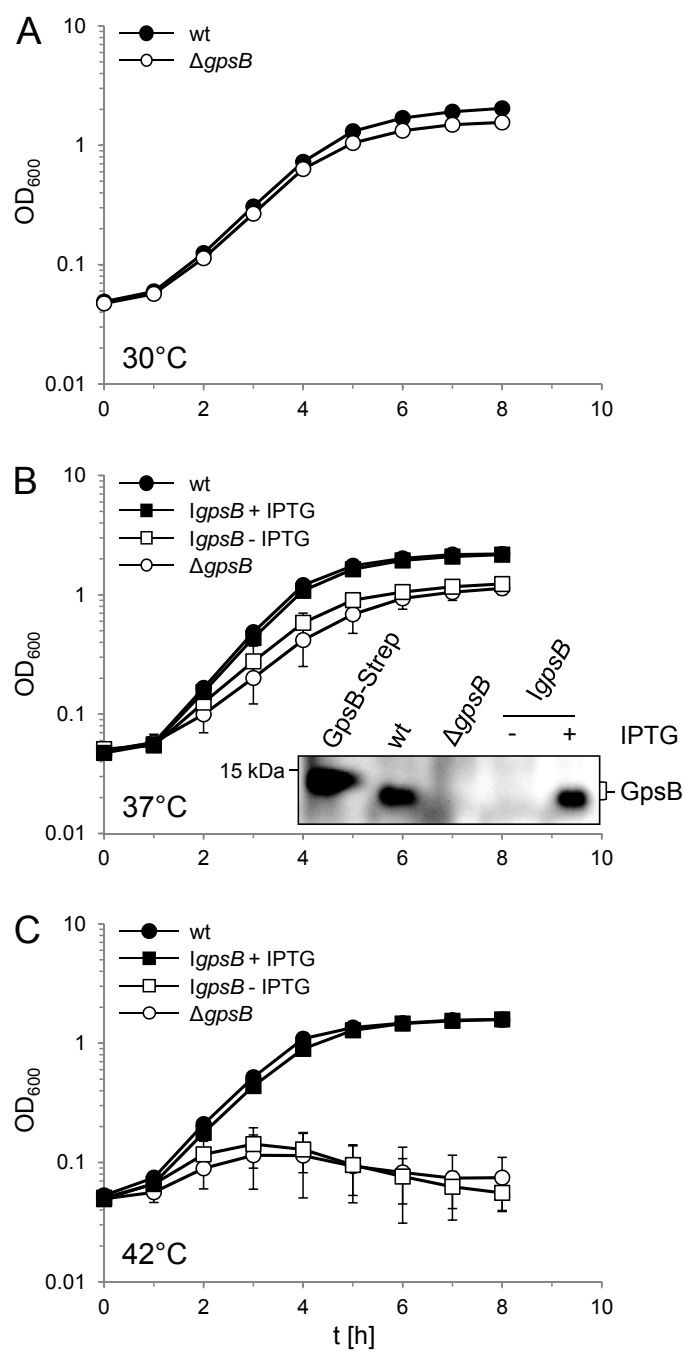 A
wt
ΔgpsB
10
1
0.1
0.01
OD600
30°C
0 2 4 6 8 10
B
wt
IgpsB + IPTG
IgpsB - IPTG
ΔgpsB
10
1
0.1
0.01
OD600
GpsB-Strep
wt
ΔgpsB
IgpsB
- + IPTG
15 kDa
GpsB
37°C
0 2 4 6 8 10
C
wt
IgpsB + IPTG
IgpsB - IPTG
ΔgpsB
10
1
0.1
0.01
OD600
42°C
0 2 4 6 8 10
t [h]